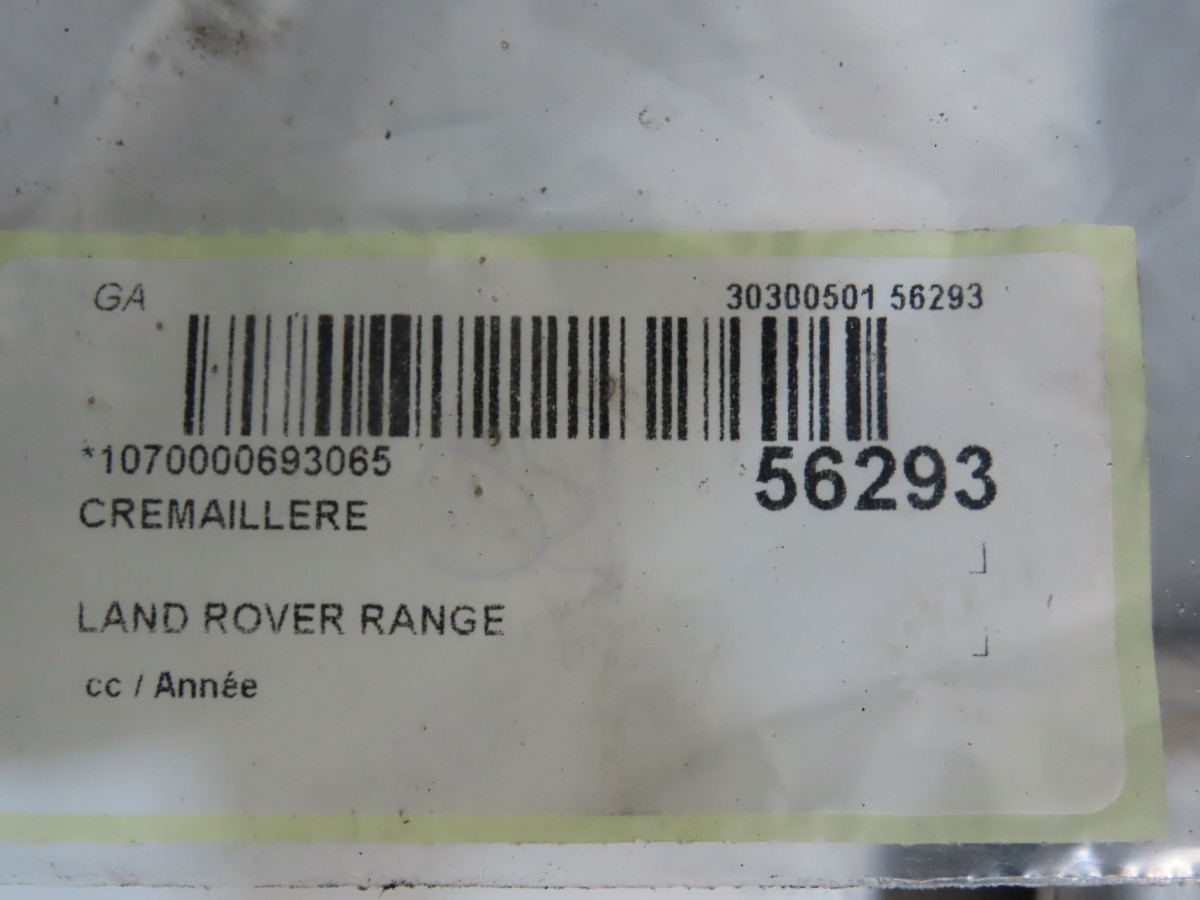 GA 30300501 56293
*1070000693065
56293
CREMAILLERE
LAND ROVER RANGE
cc / Année